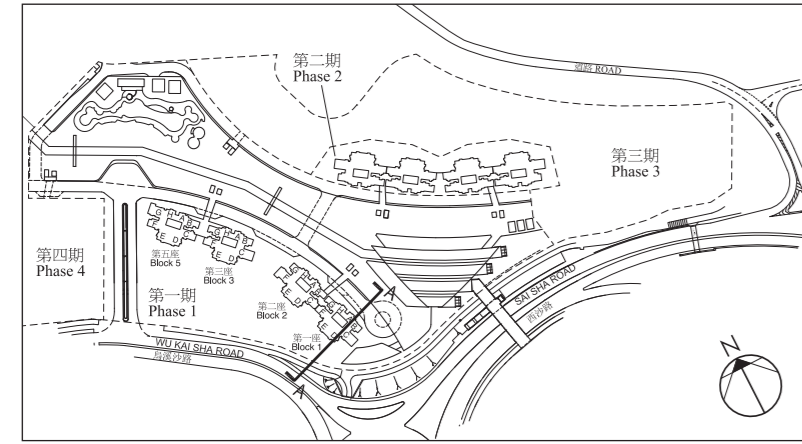 第二期
Phase 2
道路 ROAD
第三期
Phase 3
第四期
Phase 4
第五座
Block 5
第三座
Block 3
第一期
Phase 1
第二座
Block 2
第一座
Block 1
A
A
SAI SHA ROAD
西沙路
WU KAI SHA ROAD
烏溪沙路
N